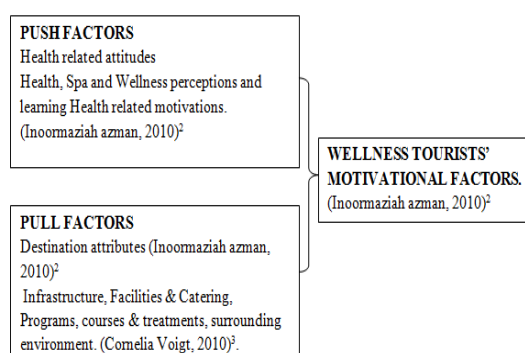 PUSH FACTORS
Health related attitudes
Health, Spa and Wellness perceptions and
learning Health related motivations.
(Inoormaziah azman, 2010)²
WELLNESS TOURISTS'
MOTIVATIONAL FACTORS.
(Inoormaziah azman, 2010)²
PULL FACTORS
Destination attributes (Inoormaziah azman,
2010)²
Infrastructure, Facilities & Catering,
Programs, courses & treatments, surrounding
environment. (Cornelia Voigt, 2010)³.